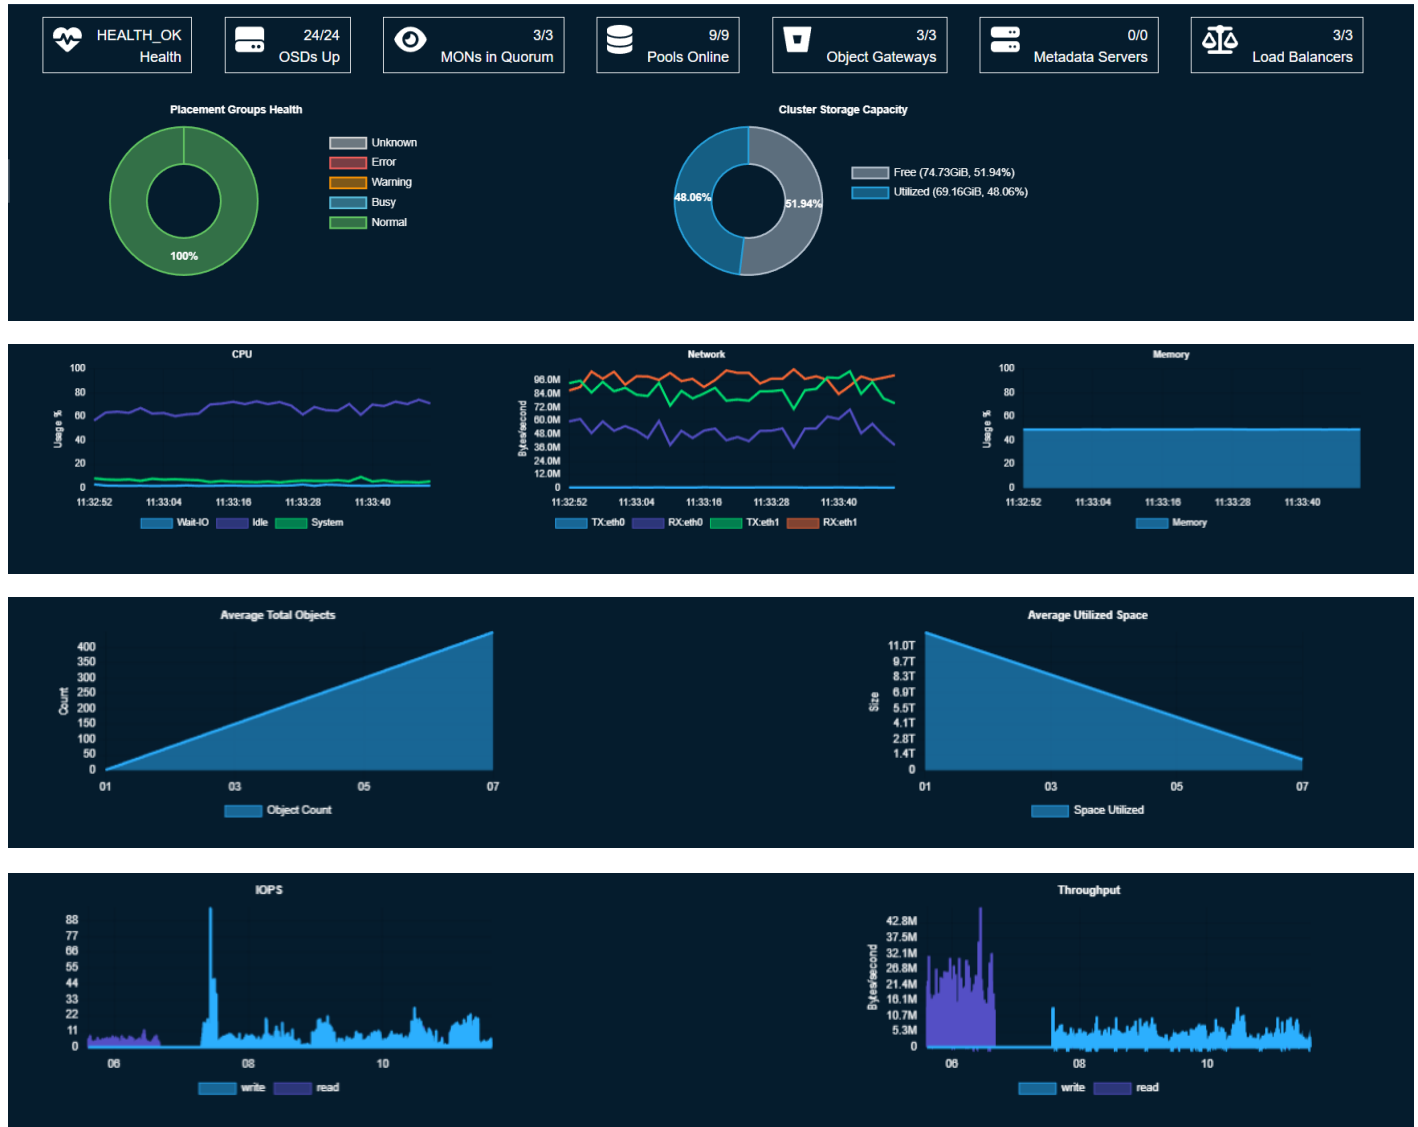 HEALTH_OK
Health
24/24
OSDs Up
3/3
MONs in Quorum
9/9
Pools Online
3/3
Object Gateways
0/0
Metadata Servers
3/3
Load Balancers
Placement Groups Health
100%
Unknown
Error
Warning
Busy
Normal
Cluster Storage Capacity
48.06%
51.94%
Free (74.73GiB, 51.94%)
Utilized (69.16GiB, 48.06%)
CPU
Usage %
100
80
60
40
20
0
11:32:52 11:33:04 11:33:16 11:33:28 11:33:40
Wait-IO Idle System
Network
Bytes/second
96.0M
84.0M
72.0M
60.0M
48.0M
36.0M
24.0M
12.0M
0
11:32:52 11:33:04 11:33:16 11:33:28 11:33:40
TX:eth0 RX:eth0 TX:eth1 RX:eth1
Memory
Usage %
100
80
60
40
20
0
11:32:52 11:33:04 11:33:16 11:33:28 11:33:40
Memory
Average Total Objects
Count
400
350
300
250
200
150
100
50
0
01 03 05 07
Object Count
Average Utilized Space
Size
11.0T
9.7T
8.3T
6.9T
5.5T
4.1T
2.8T
1.4T
0
01 03 05 07
Space Utilized
IOPS
88
77
66
55
44
33
22
11
0
06 08 10
write read
Throughput
Bytes/second
42.8M
37.5M
32.1M
26.8M
21.4M
16.1M
10.7M
5.3M
0
06 08 10
write read